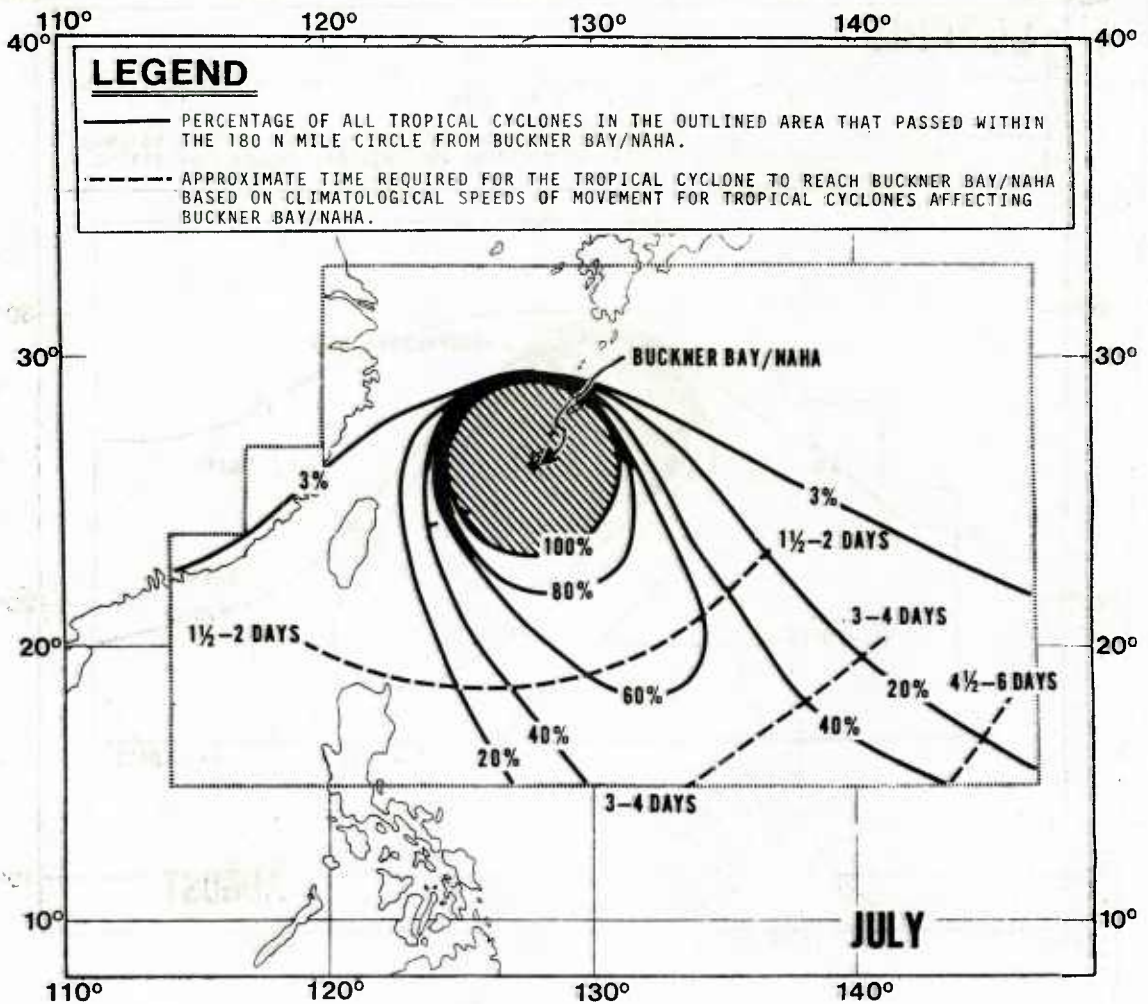 110° 120° 130° 140°
40° 40°
LEGEND
PERCENTAGE OF ALL TROPICAL CYCLONES IN THE OUTLINED AREA THAT PASSED WITHIN
THE 180 N MILE CIRCLE FROM BUCKNER BAY/NAHA.
APPROXIMATE TIME REQUIRED FOR THE TROPICAL CYCLONE TO REACH BUCKNER BAY/NAHA
BASED ON CLIMATOLOGICAL SPEEDS OF MOVEMENT FOR TROPICAL CYCLONES AFFECTING
BUCKNER BAY/NAHA.
30° BUCKNER BAY/NAHA 30°
3% 3%
100% 1½-2 DAYS
80%
1½-2 DAYS 3-4 DAYS
20° 20°
60% 20% 4½-6 DAYS
20% 40% 40%
3-4 DAYS
10° JULY 10°
110° 120° 130° 140°